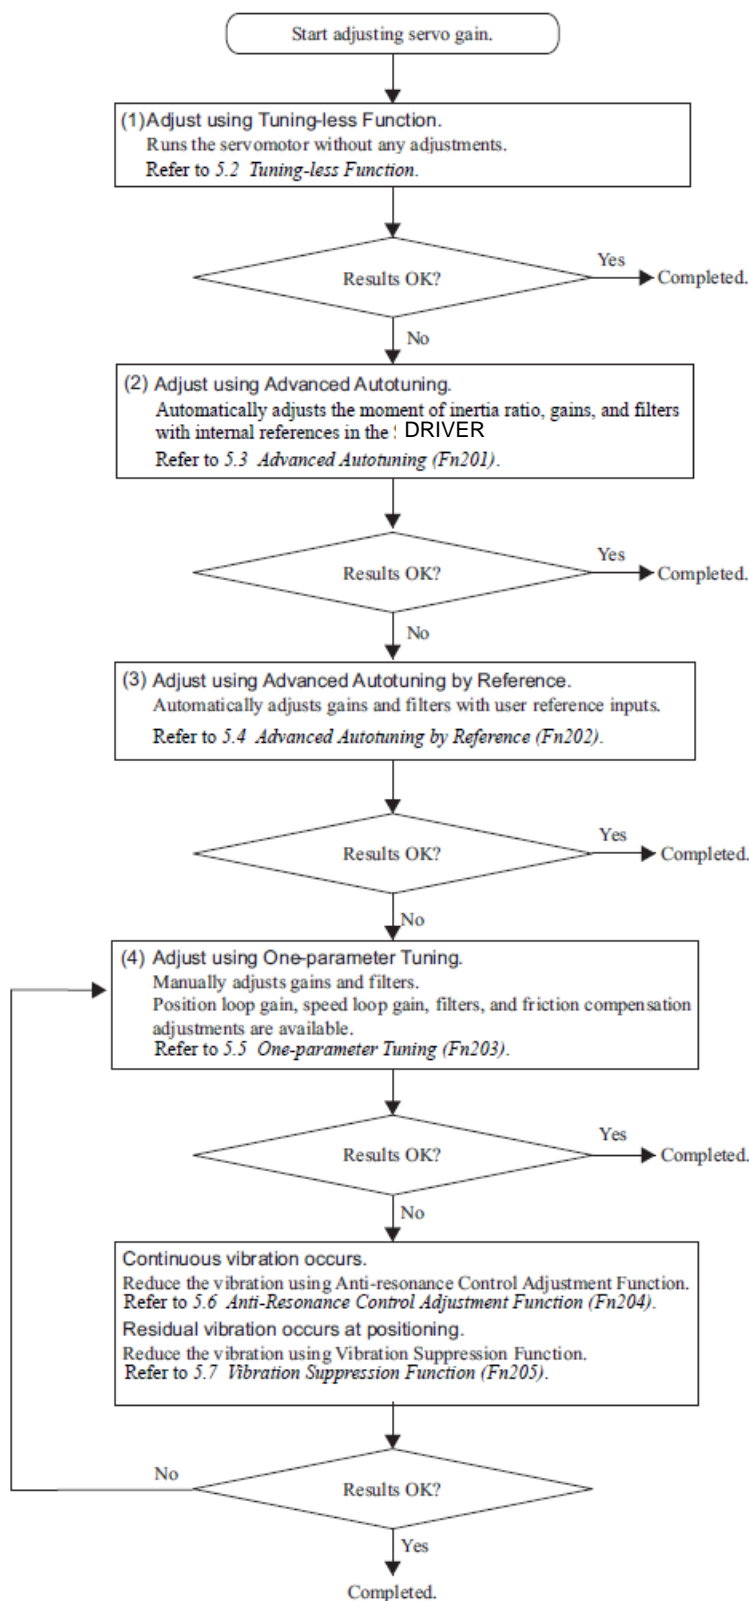 Start adjusting servo gain.
(1)Adjust using Tuning-less Function.
Runs the servomotor without any adjustments.
Refer to 5.2 Tuning-less Function.
Results OK?
Yes
Completed.
No
(2) Adjust using Advanced Autotuning.
Automatically adjusts the moment of inertia ratio, gains, and filters
with internal references in the DRIVER
Refer to 5.3 Advanced Autotuning (Fn201).
Results OK?
Yes
Completed.
No
(3) Adjust using Advanced Autotuning by Reference.
Automatically adjusts gains and filters with user reference inputs.
Refer to 5.4 Advanced Autotuning by Reference (Fn202).
Results OK?
Yes
Completed.
No
(4) Adjust using One-parameter Tuning.
Manually adjusts gains and filters.
Position loop gain, speed loop gain, filters, and friction compensation
adjustments are available.
Refer to 5.5 One-parameter Tuning (Fn203).
Results OK?
Yes
Completed.
No
Continuous vibration occurs.
Reduce the vibration using Anti-resonance Control Adjustment Function.
Refer to 5.6 Anti-Resonance Control Adjustment Function (Fn204).
Residual vibration occurs at positioning.
Reduce the vibration using Vibration Suppression Function.
Refer to 5.7 Vibration Suppression Function (Fn205).
No
Results OK?
Yes
Completed.